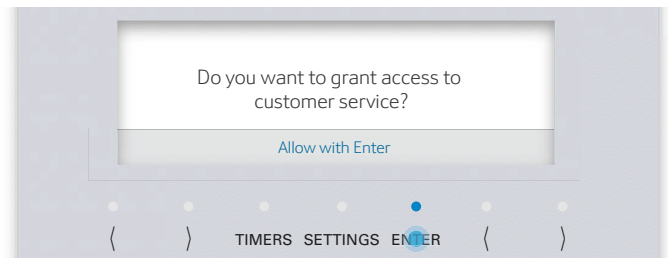 Do you want to grant access to
customer service?
Allow with Enter
⟨ ⟩ TIMERS SETTINGS ENTER ⟨ ⟩